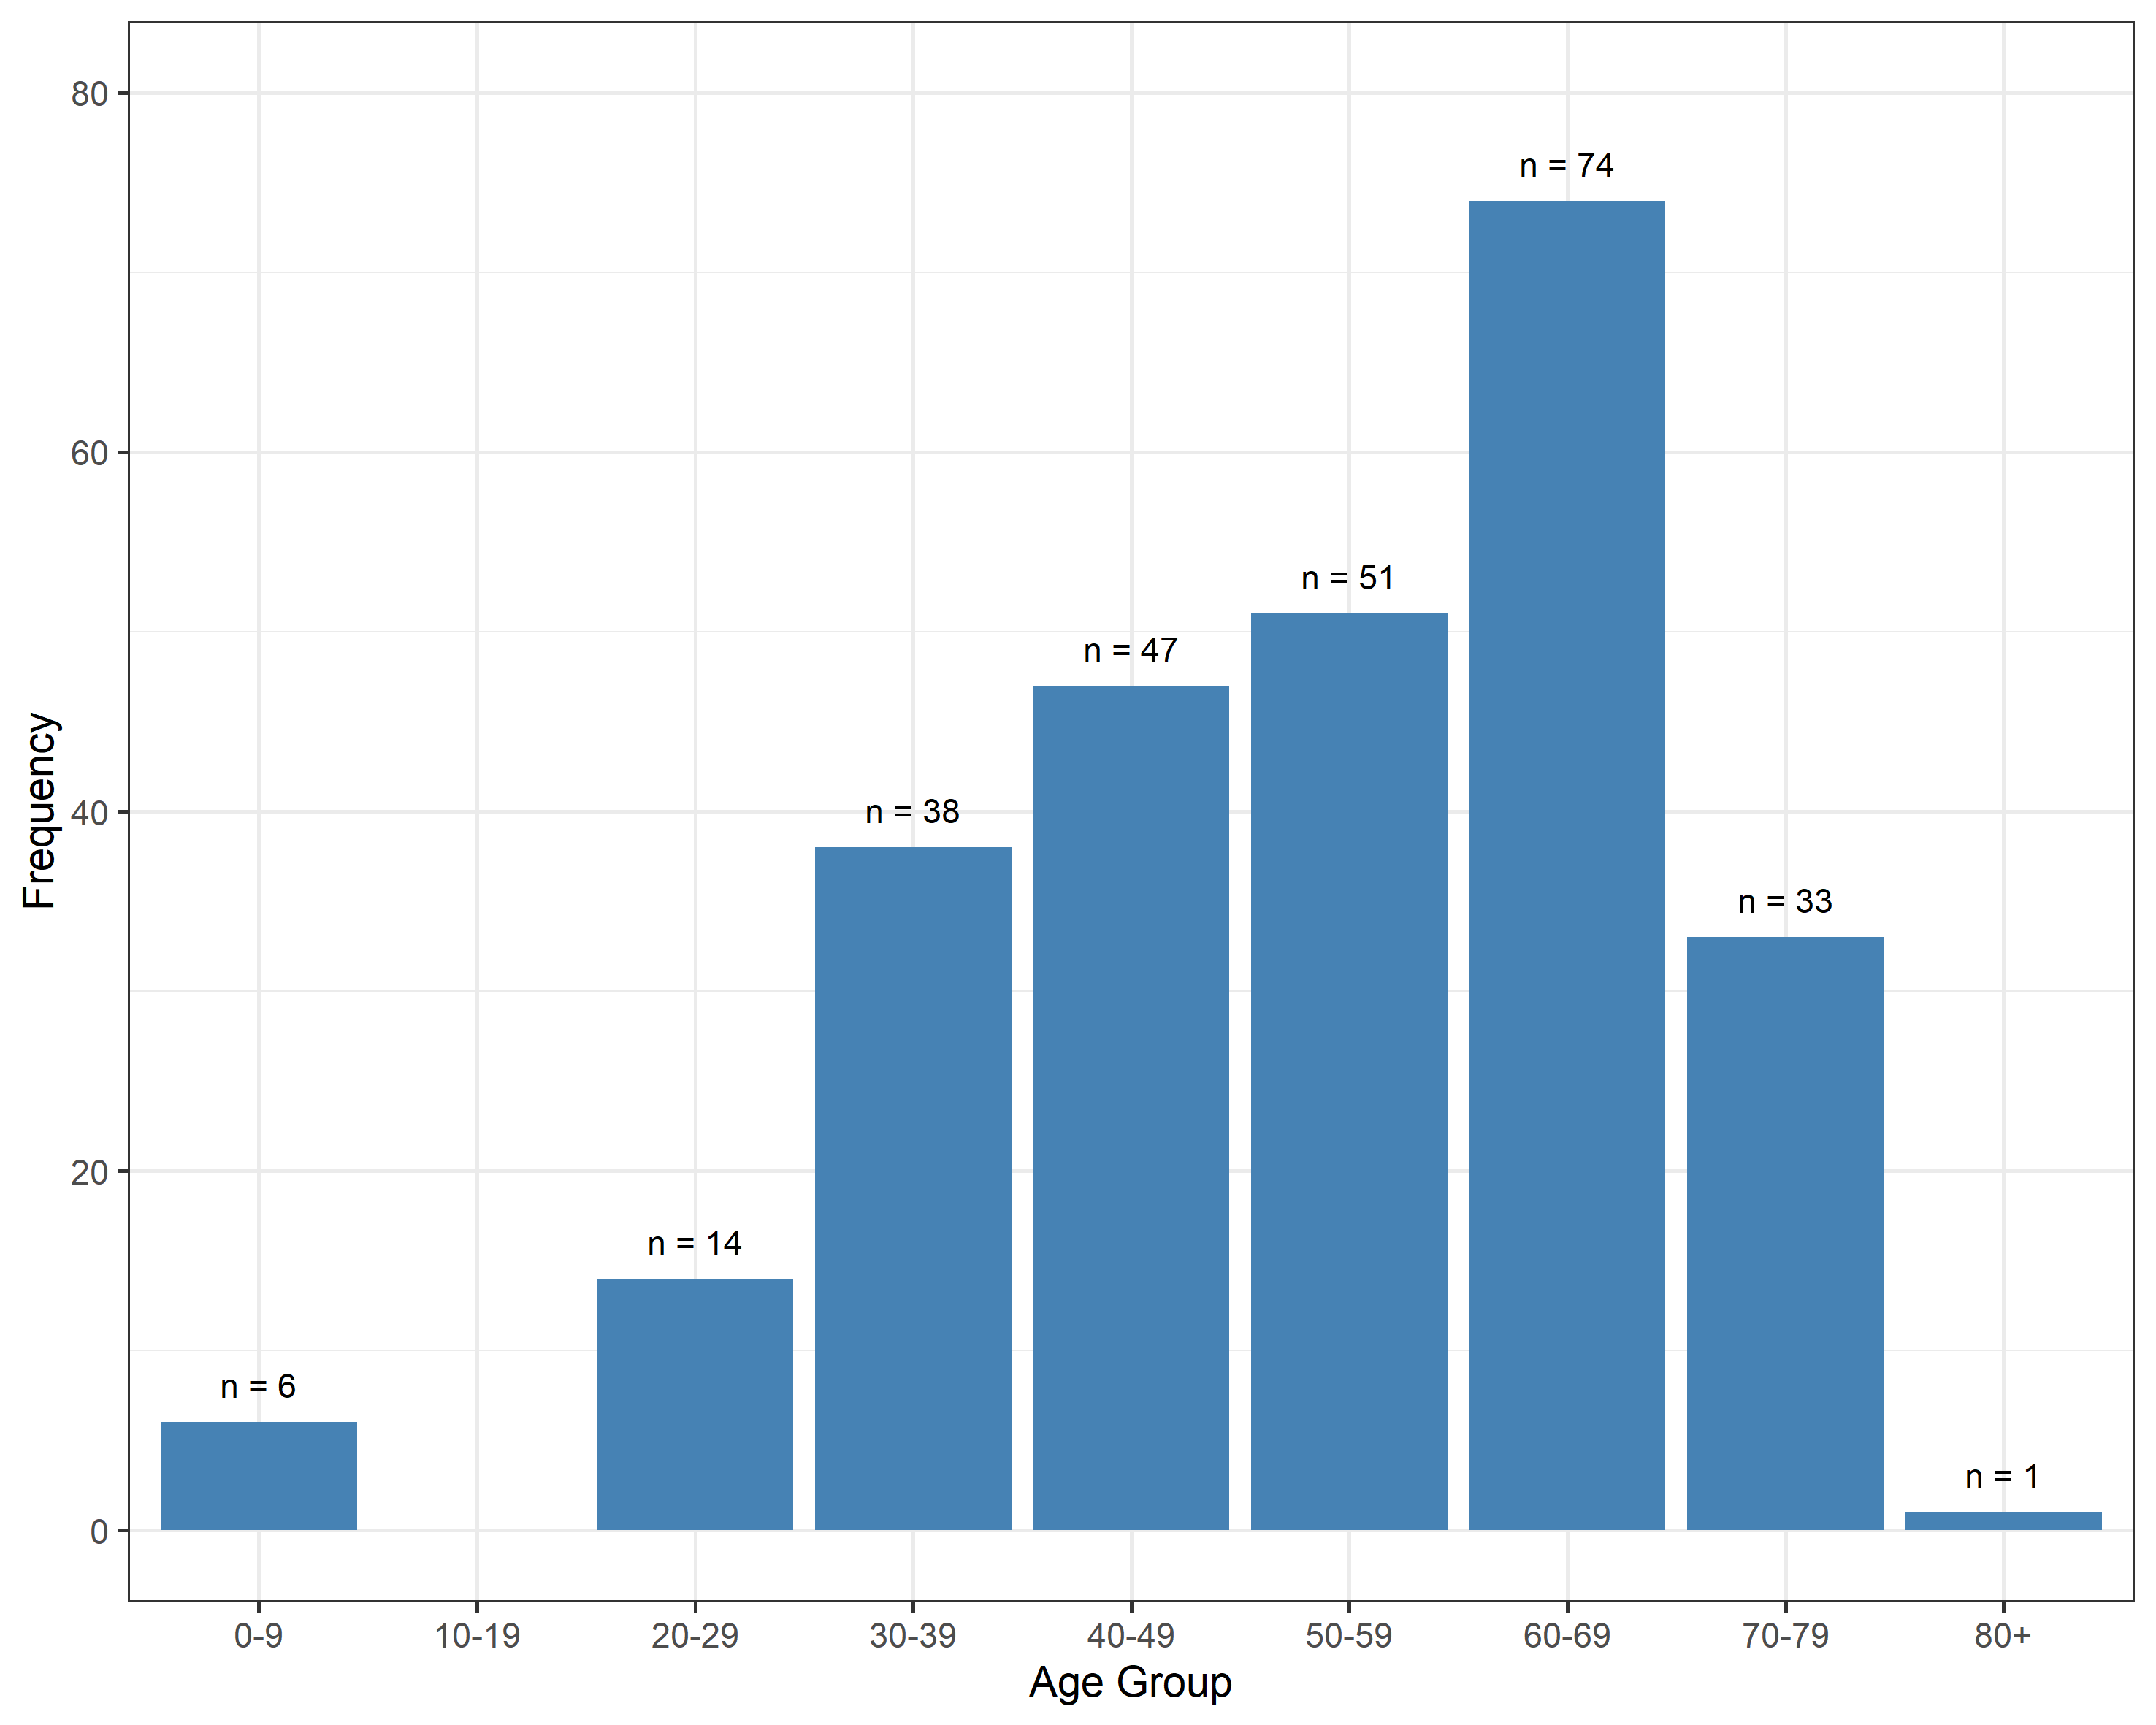 80
n = 74
60
n = 51
n = 47
40
n = 38
n = 33
20
n = 14
n = 6
n = 1
0
Frequency
0-9 10-19 20-29 30-39 40-49 50-59 60-69 70-79 80+
Age Group